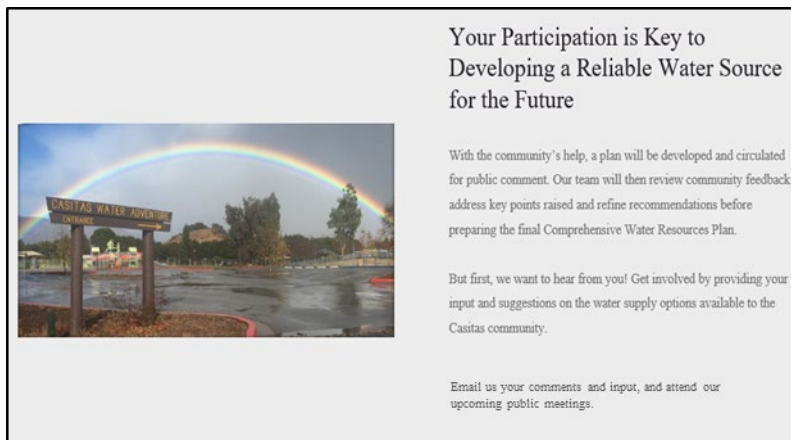 Your Participation is Key to
Developing a Reliable Water Source
for the Future
With the community's help, a plan will be developed and circulated
for public comment. Our team will then review community feedback,
address key points raised and refine recommendations before
preparing the final Comprehensive Water Resources Plan.
But first, we want to hear from you! Get involved by providing your
input and suggestions on the water supply options available to the
Casitas community.
Email us your comments and input, and attend our
upcoming public meetings.
CASITAS WATER ADVENTURE
ENTRANCE